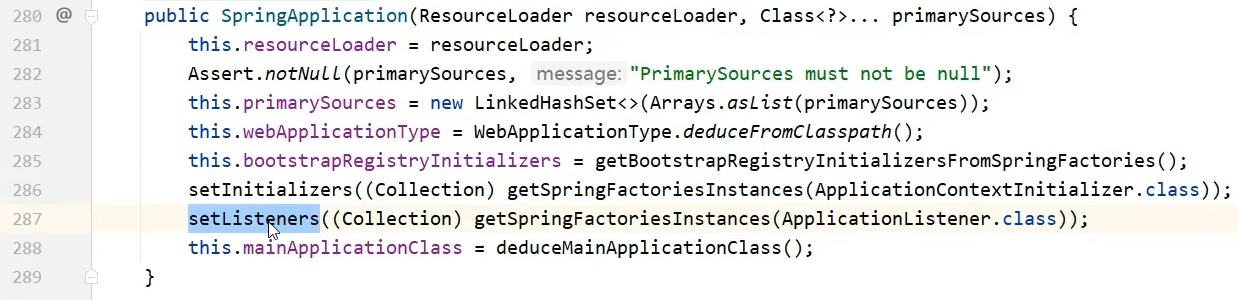 280 @ public SpringApplication(ResourceLoader resourceLoader, Class<?>... primarySources) {
281 this.resourceLoader = resourceLoader;
282 Assert.notNull(primarySources, message: "PrimarySources must not be null");
283 this.primarySources = new LinkedHashSet<>(Arrays.asList(primarySources));
284 this.webApplicationType = WebApplicationType.deduceFromClasspath();
285 this.bootstrapRegistryInitializers = getBootstrapRegistryInitializersFromSpringFactories();
286 setInitializers((Collection) getSpringFactoriesInstances(ApplicationContextInitializer.class));
287 setListeners((Collection) getSpringFactoriesInstances(ApplicationListener.class));
288 this.mainApplicationClass = deduceMainApplicationClass();
289 }